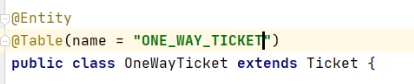 @Entity
@Table(name = "ONE_WAY_TICKET")
public class OneWayTicket extends Ticket {